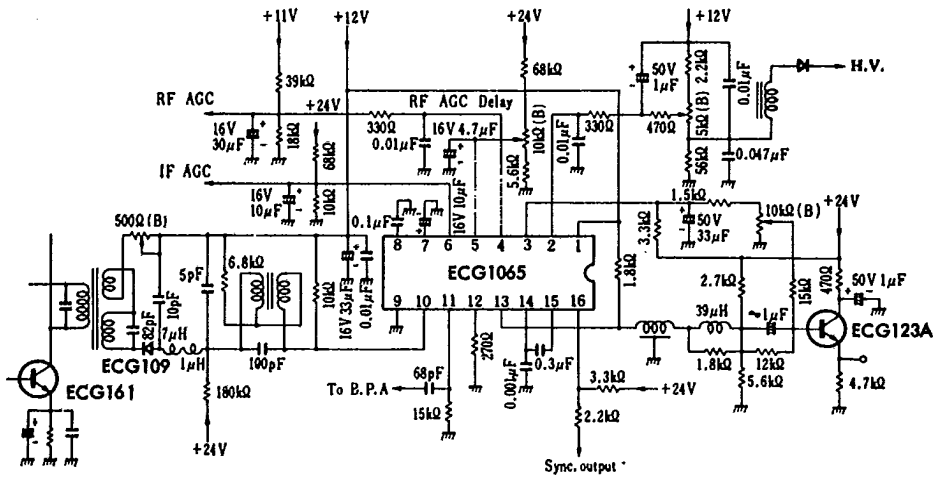 +11V
+12V
+24V
+12V
39kΩ
68kΩ
50V
1μF
2.2kΩ
0.01μF
H.V.
RF AGC
+24V
RF AGC Delay
16V
30μF
18kΩ
68kΩ
330Ω
0.01μF
16V 4.7μF
10kΩ(B)
5.6kΩ
0.01μF
330Ω
470Ω
5kΩ(B)
56kΩ
0.047μF
IF AGC
16V
10μF
10kΩ
0.1μF
16V 10μF
1.5kΩ
+24V
500Ω(B)
8 7 6 5 4 3 2 1
3.3kΩ
50V
33μF
10kΩ(B)
5pF
6.8kΩ
10kΩ
ECG1065
1.8kΩ
2.7kΩ
15kΩ
470Ω
50V 1μF
10pF
82pF
16V 33μF
0.01μF
9 10 11 12 13 14 15 16
39μH
~1μF
ECG123A
7μH
1μH
ECG109
190pF
270Ω
0.001μF
0.3μF
1.8kΩ
12kΩ
ECG161
68pF
To B.P.A
3.3kΩ
+24V
5.6kΩ
4.7kΩ
180kΩ
15kΩ
2.2kΩ
+24V
Sync. output